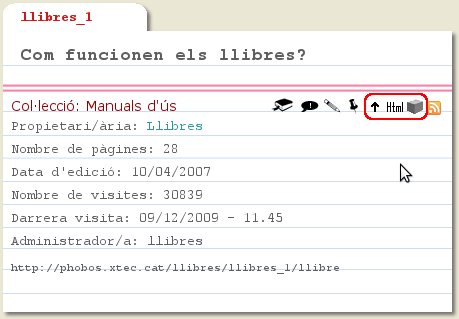 llibres_1
Com funcionen els llibres?
Col·lecció: Manuals d'ús
Html
Propietari/ària: Llibres
Nombre de pàgines: 28
Data d'edició: 10/04/2007
Nombre de visites: 30839
Darrera visita: 09/12/2009 - 11.45
Administrador/a: llibres
http://phobos.xtec.cat/llibres/llibres_1/llibre